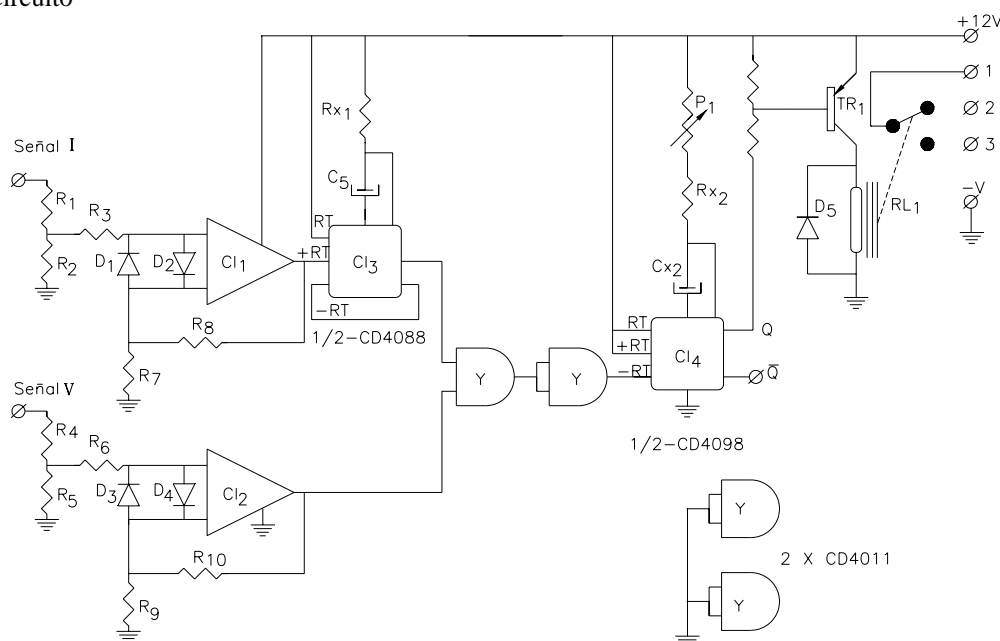 circuito
+12V
1
2
3
-V
Rx1
P1
TR1
Señal I
R1
R3
C5
Rx2
RL1
D5
RT
+RT
R2
D1
D2
CI1
CI3
Cx2
-RT
R8
1/2-CD4088
RT
+RT
-RT
CI4
Q
Q̅
R7
Y
Y
Señal V
R4
R6
1/2-CD4098
R5
D3
D4
CI2
Y
2 X CD4011
R10
R9
Y